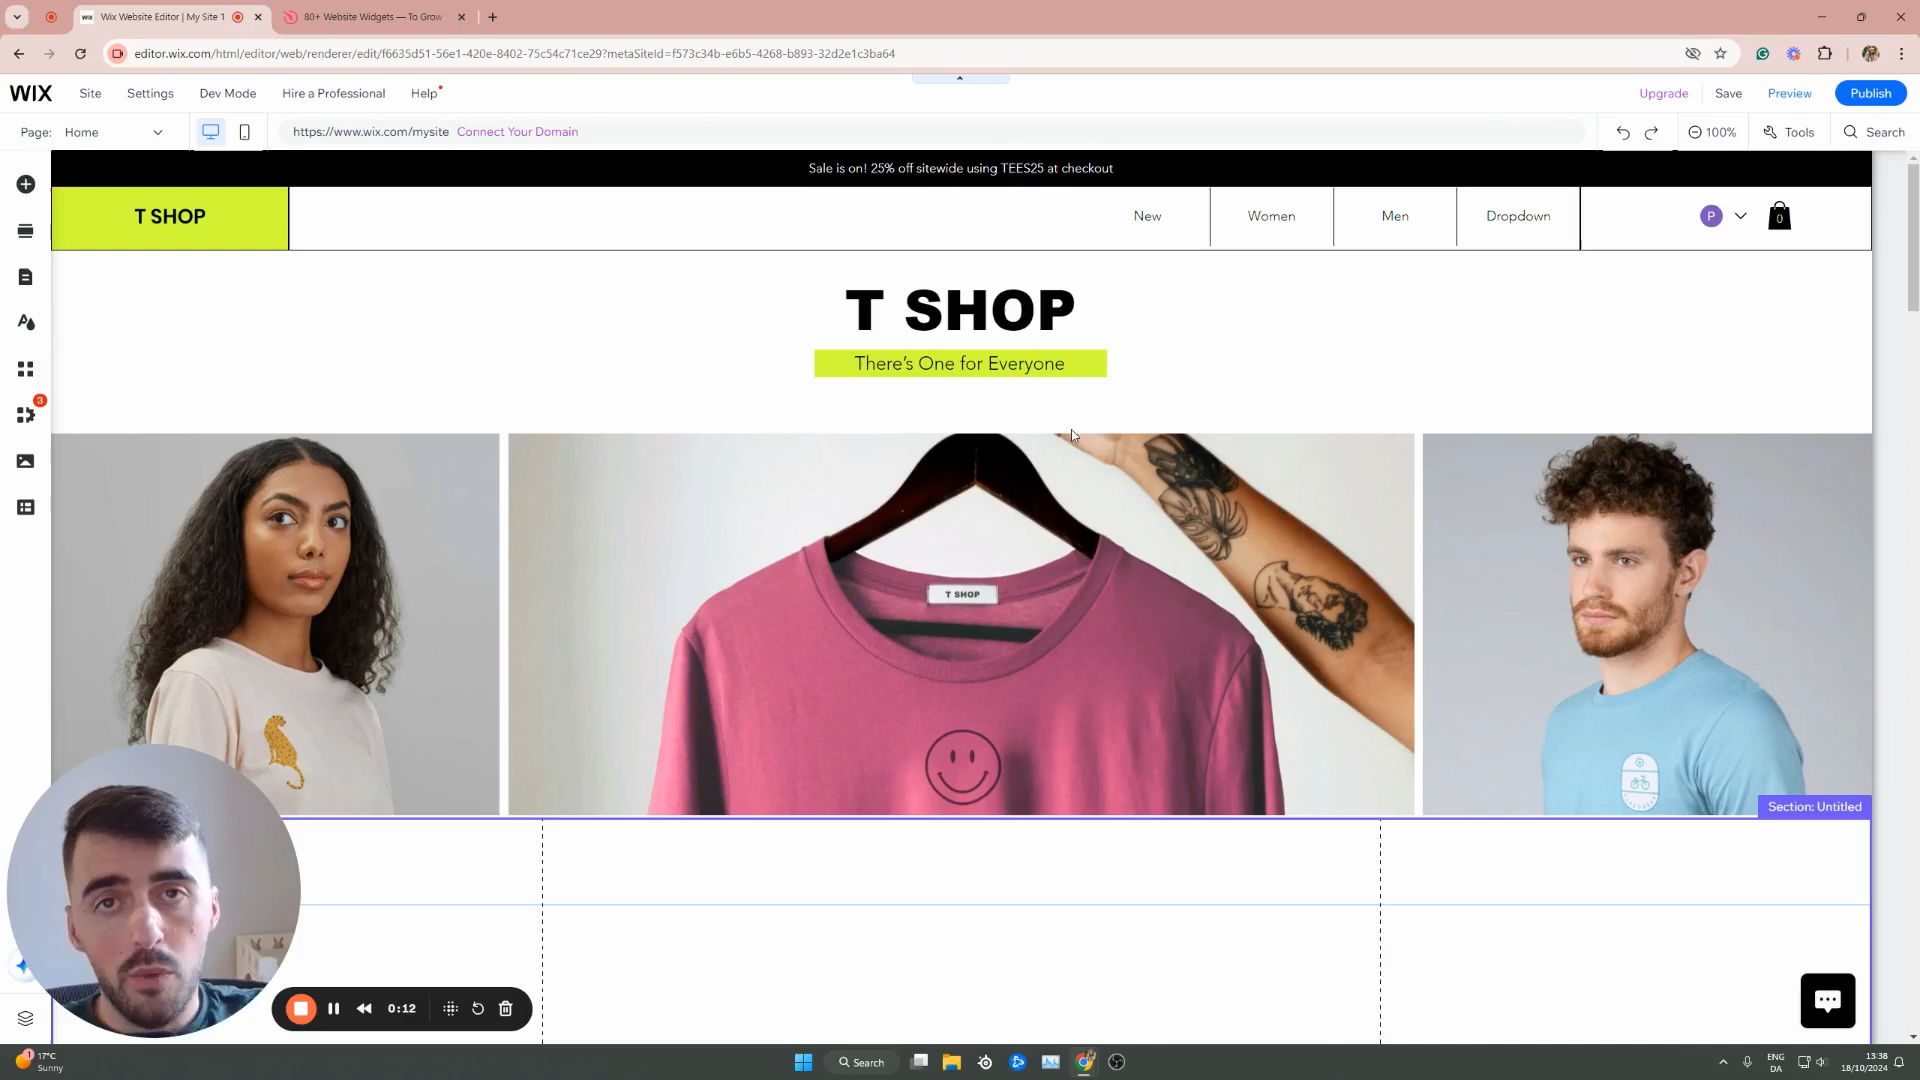 Wix Website Editor | My Site 1
80+ Website Widgets — To Grow
editor.wix.com/html/editor/web/renderer/edit/f6635d51-56e1-420e-8402-75c54c71ce29?metaSiteId=f573c34b-e6b5-4268-b893-32d2e1c3ba64
WIX Site Settings Dev Mode Hire a Professional Help Upgrade Save Preview Publish
Page: Home https://www.wix.com/mysite Connect Your Domain 100% Tools Search
Sale is on! 25% off sitewide using TEES25 at checkout
T SHOP New Women Men Dropdown P 0
T SHOP
There's One for Everyone
3
T SHOP
Section: Untitled
0:12
1 17°C
Sunny
Search
ENG
DA
13:38
18/10/2024